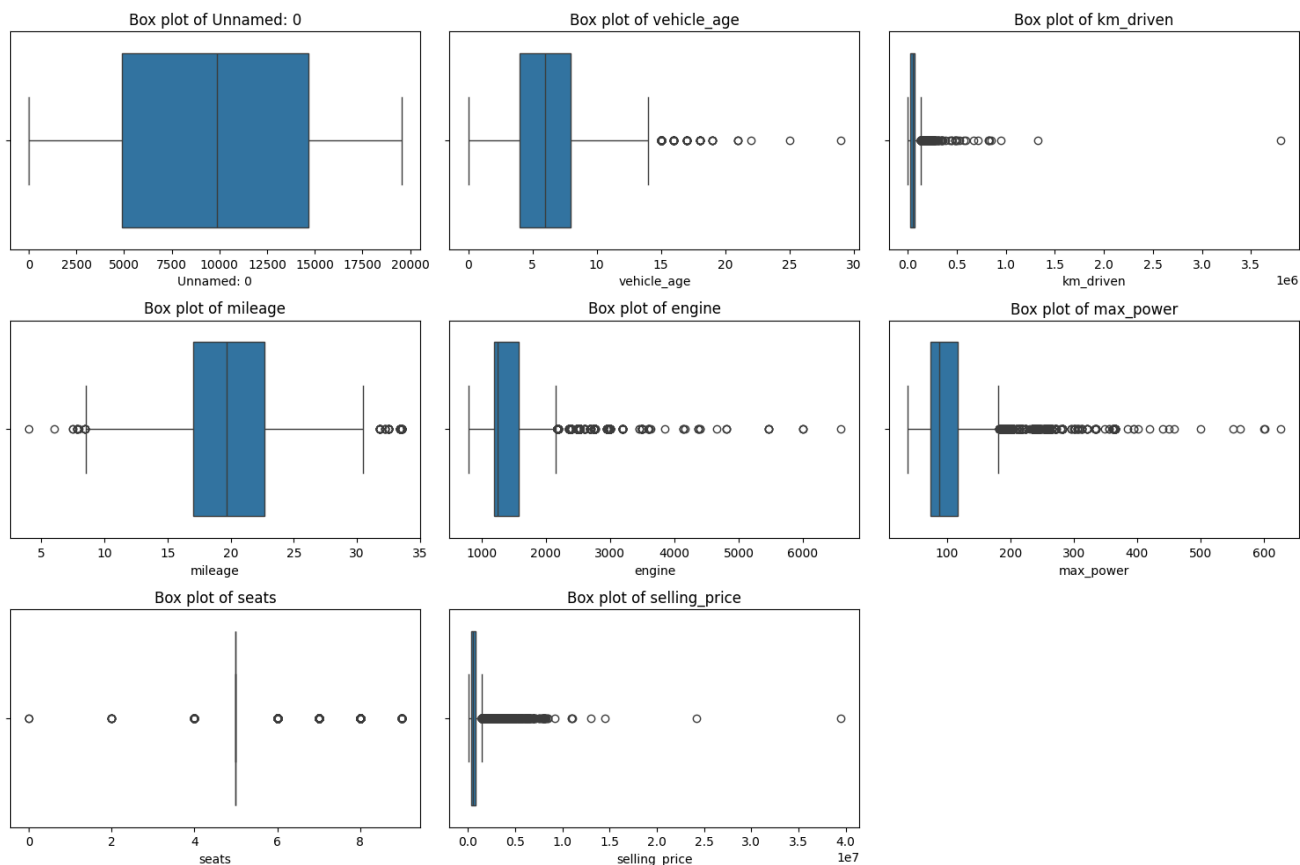 Box plot of Unnamed: 0
Box plot of vehicle_age
Box plot of km_driven
0 2500 5000 7500 10000 12500 15000 17500 20000
0 5 10 15 20 25 30
0.0 0.5 1.0 1.5 2.0 2.5 3.0 3.5
1e6
Unnamed: 0
vehicle_age
km_driven
Box plot of mileage
Box plot of engine
Box plot of max_power
5 10 15 20 25 30 35
1000 2000 3000 4000 5000 6000
100 200 300 400 500 600
mileage
engine
max_power
Box plot of seats
Box plot of selling_price
0 2 4 6 8
0.0 0.5 1.0 1.5 2.0 2.5 3.0 3.5 4.0
1e7
seats
selling_price